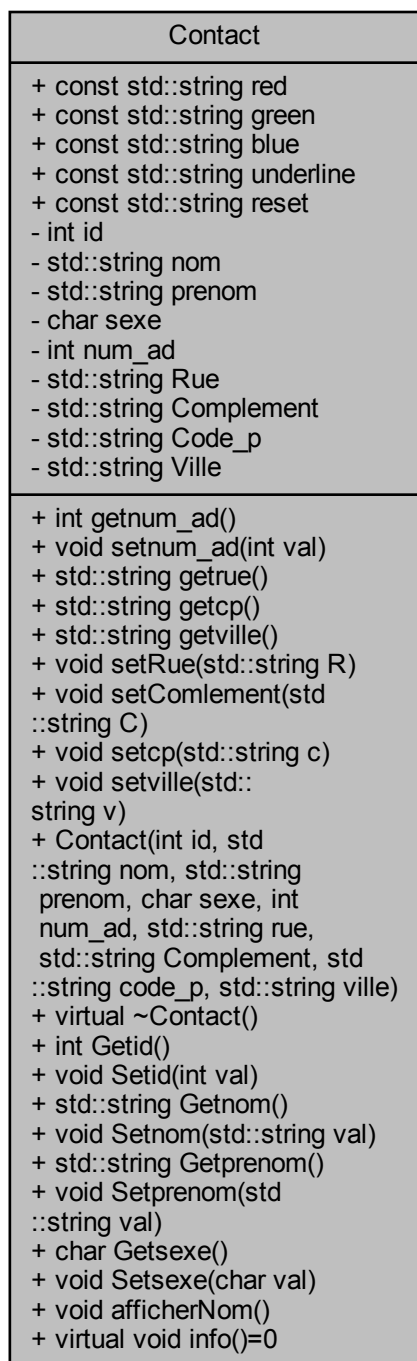 Contact
+ const std::string red
+ const std::string green
+ const std::string blue
+ const std::string underline
+ const std::string reset
- int id
- std::string nom
- std::string prenom
- char sexe
- int num_ad
- std::string Rue
- std::string Complement
- std::string Code_p
- std::string Ville
+ int getnum_ad()
+ void setnum_ad(int val)
+ std::string getrue()
+ std::string getcp()
+ std::string getville()
+ void setRue(std::string R)
+ void setComlement(std
::string C)
+ void setcp(std::string c)
+ void setville(std::
string v)
+ Contact(int id, std
::string nom, std::string
prenom, char sexe, int
num_ad, std::string rue,
std::string Complement, std
::string code_p, std::string ville)
+ virtual ~Contact()
+ int Getid()
+ void Setid(int val)
+ std::string Getnom()
+ void Setnom(std::string val)
+ std::string Getprenom()
+ void Setprenom(std
::string val)
+ char Getsexe()
+ void Setsexe(char val)
+ void afficherNom()
+ virtual void info()=0